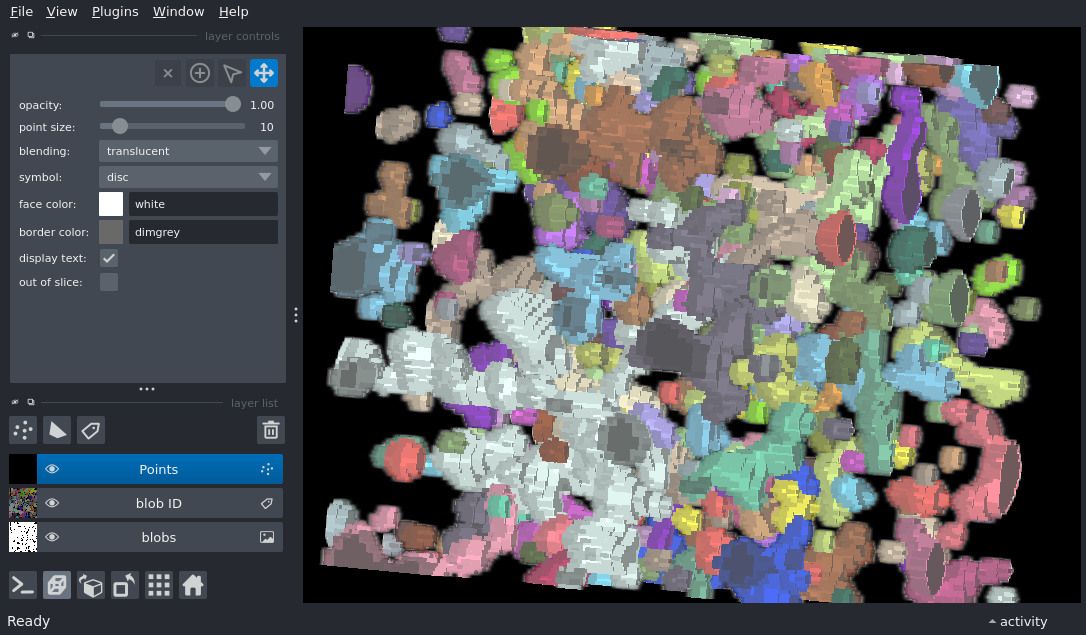 File View Plugins Window Help
layer controls
opacity: 1.00
point size: 10
blending: translucent
symbol: disc
face color: white
border color: dimgrey
display text:
out of slice:
layer list
Points
blob ID
blobs
Ready
activity